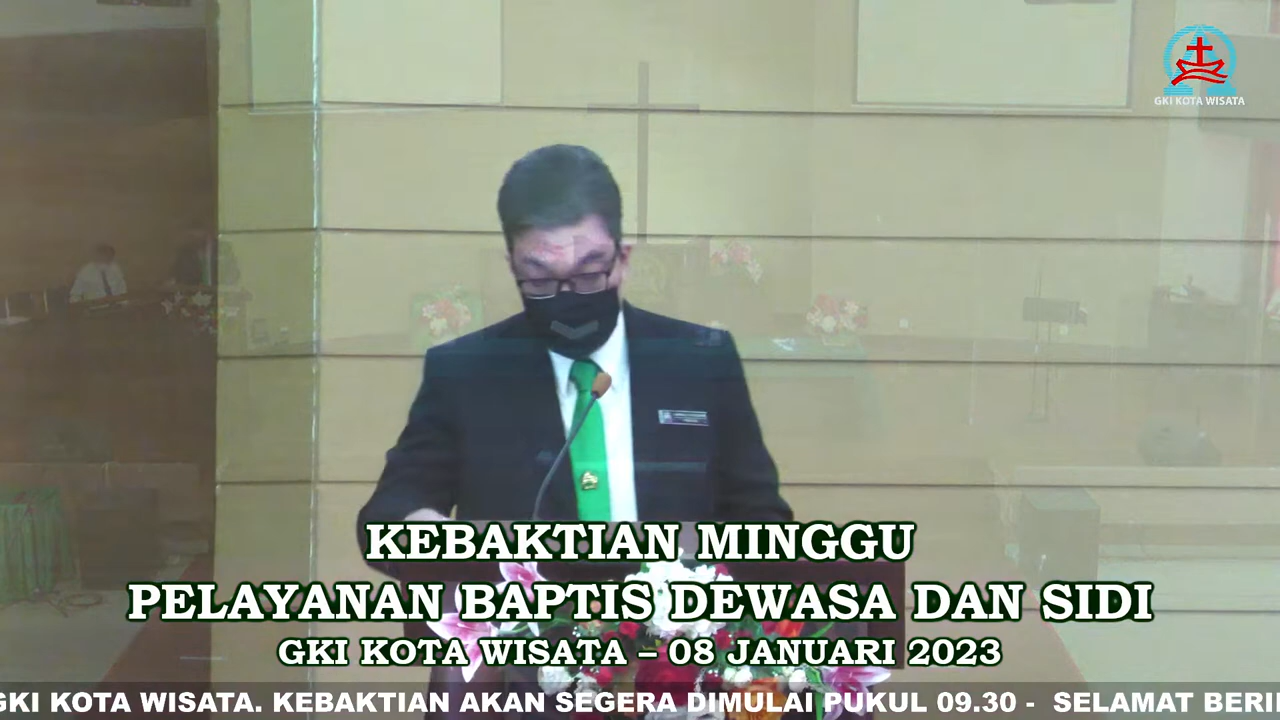 GKI KOTA WISATA
KEBAKTIAN MINGGU
PELAYANAN BAPTIS DEWASA DAN SIDI
GKI KOTA WISATA – 08 JANUARI 2023
GKI KOTA WISATA. KEBAKTIAN AKAN SEGERA DIMULAI PUKUL 09.30 - SELAMAT